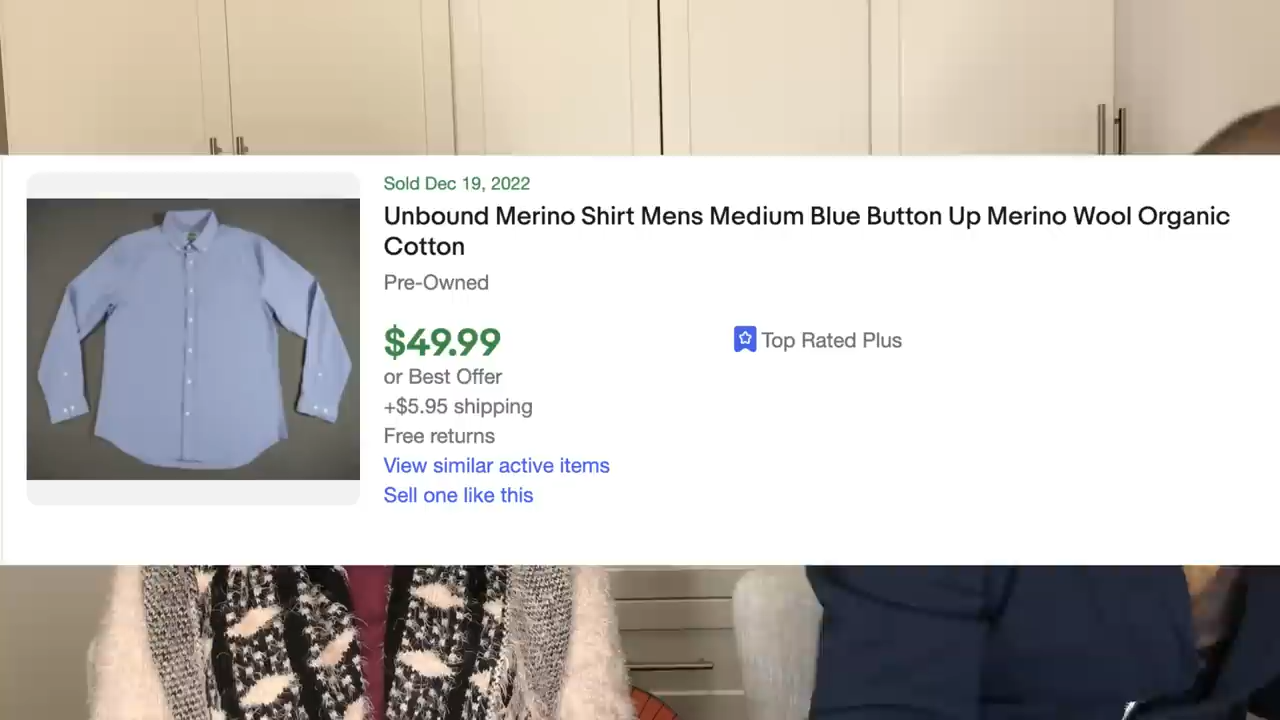 Sold Dec 19, 2022
Unbound Merino Shirt Mens Medium Blue Button Up Merino Wool Organic
Cotton
Pre-Owned
$49.99
Top Rated Plus
or Best Offer
+$5.95 shipping
Free returns
View similar active items
Sell one like this